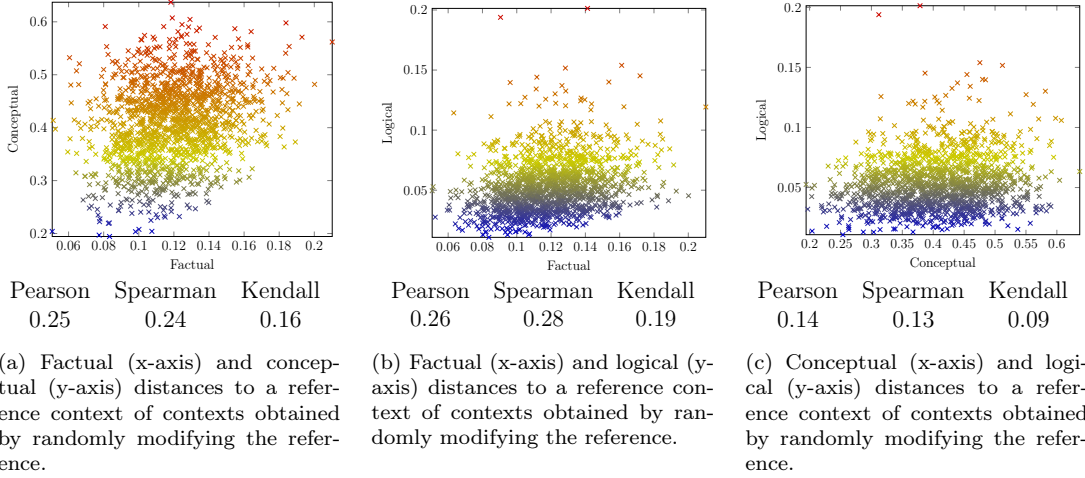 0.6
0.5
0.4
0.3
0.2
Conceptual
0.06 0.08 0.1 0.12 0.14 0.16 0.18 0.2
Factual
Pearson Spearman Kendall
0.25 0.24 0.16
(a) Factual (x-axis) and concep-
tual (y-axis) distances to a refer-
ence context of contexts obtained
by randomly modifying the refer-
ence.
0.2
0.15
0.1
0.05
Logical
0.06 0.08 0.1 0.12 0.14 0.16 0.18 0.2
Factual
Pearson Spearman Kendall
0.26 0.28 0.19
(b) Factual (x-axis) and logical (y-
axis) distances to a reference con-
text of contexts obtained by ran-
domly modifying the reference.
0.2
0.15
0.1
0.05
Logical
0.2 0.25 0.3 0.35 0.4 0.45 0.5 0.55 0.6
Conceptual
Pearson Spearman Kendall
0.14 0.13 0.09
(c) Conceptual (x-axis) and logi-
cal (y-axis) distances to a refer-
ence context of contexts obtained
by randomly modifying the refer-
ence.